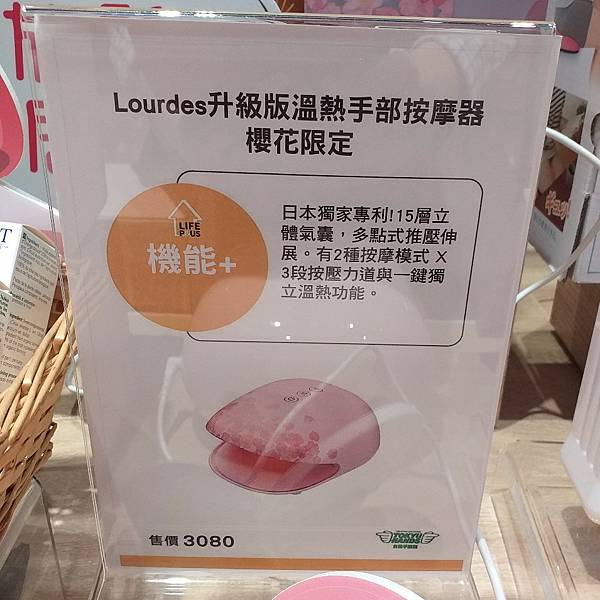 Lourdes升級版溫熱手部按摩器
櫻花限定
LIFE
PLUS
機能+
日本獨家專利!15層立
體氣囊，多點式推壓伸
展。有2種按摩模式 X
3段按壓力道與一鍵獨
立溫熱功能。
售價 3080
TOKYU
HANDS